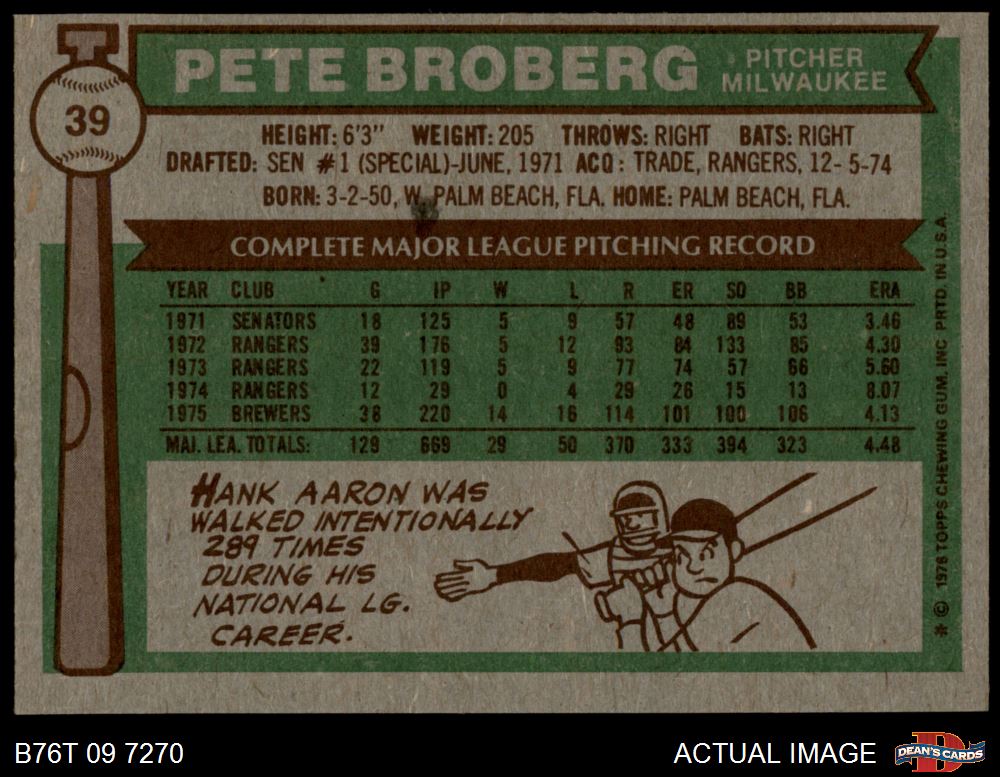 39
PETE BROBERG
PITCHER
MILWAUKEE
HEIGHT: 6'3" WEIGHT: 205 THROWS: RIGHT BATS: RIGHT
DRAFTED: SEN #1 (SPECIAL)-JUNE, 1971 ACQ: TRADE, RANGERS, 12-5-74
BORN: 3-2-50, W. PALM BEACH, FLA. HOME: PALM BEACH, FLA.
COMPLETE MAJOR LEAGUE PITCHING RECORD
YEAR CLUB G IP W L R ER SO BB ERA
1971 SENATORS 18 125 5 9 57 48 89 53 3.46
1972 RANGERS 39 176 5 12 93 84 133 85 4.30
1973 RANGERS 22 119 5 9 77 74 57 66 5.60
1974 RANGERS 12 29 0 4 29 26 15 13 8.07
1975 BREWERS 38 220 14 16 114 101 100 106 4.13
MAJ. LEA. TOTALS: 129 669 29 50 370 333 394 323 4.48
HANK AARON WAS
WALKED INTENTIONALLY
289 TIMES
DURING HIS
NATIONAL LG.
CAREER.
* © 1976 TOPPS CHEWING GUM, INC PRTD. IN U.S.A.
B76T 09 7270
ACTUAL IMAGE
DEAN'S CARDS